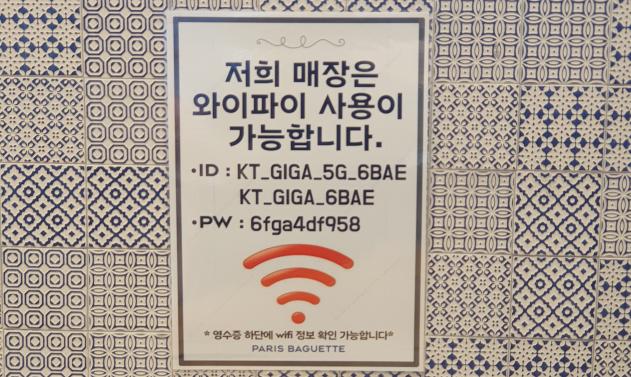 저희 매장은
와이파이 사용이
가능합니다.
•ID : KT_GIGA_5G_6BAE
KT_GIGA_6BAE
•PW : 6fga4df958
* 영수증 하단에 wifi 정보 확인 가능합니다*
PARIS BAGUETTE